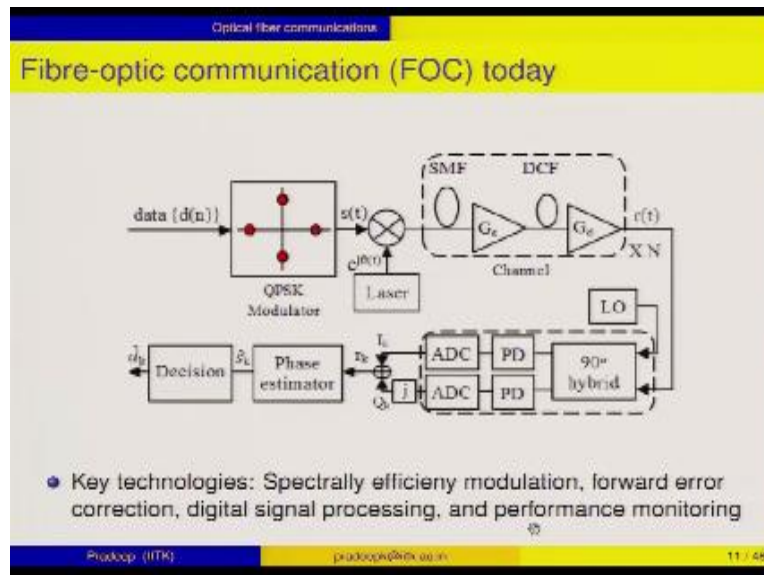 Optical fiber communications
Fibre-optic communication (FOC) today
SMF DCF
data {d(n)} s(t) r(t)
G G
X N
Channel
QPSK
Modulator
Laser
LO
Decision
Phase
estimator
j
ADC PD
ADC PD
90°
hybrid
Key technologies: Spectrally efficieny modulation, forward error
correction, digital signal processing, and performance monitoring
Pradeep (IITK) 11 / 48